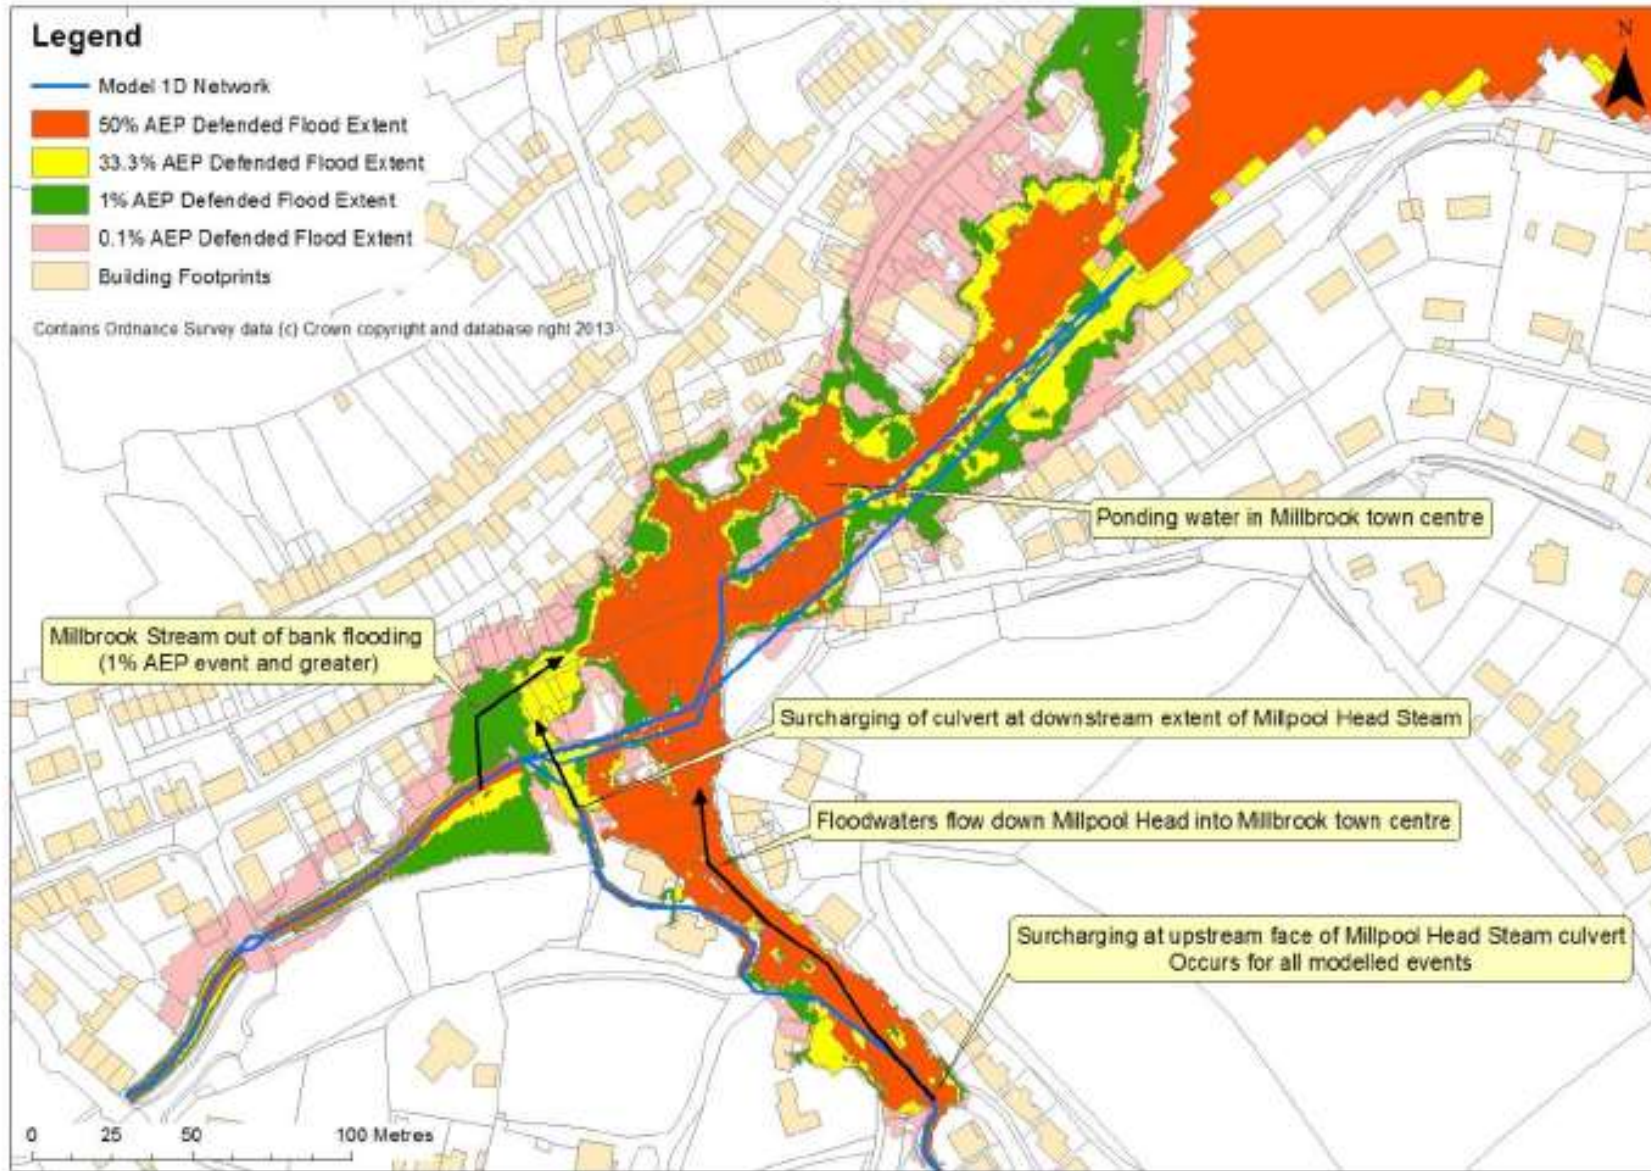 Legend
Model 1D Network
50% AEP Defended Flood Extent
33.3% AEP Defended Flood Extent
1% AEP Defended Flood Extent
0.1% AEP Defended Flood Extent
Building Footprints
Contains Ordnance Survey data (c) Crown copyright and database right 2013
N
Ponding water in Millbrook town centre
Millbrook Stream out of bank flooding
(1% AEP event and greater)
Surcharging of culvert at downstream extent of Millpool Head Steam
Floodwaters flow down Millpool Head into Millbrook town centre
Surcharging at upstream face of Millpool Head Steam culvert
Occurs for all modelled events
0 25 50 100 Metres